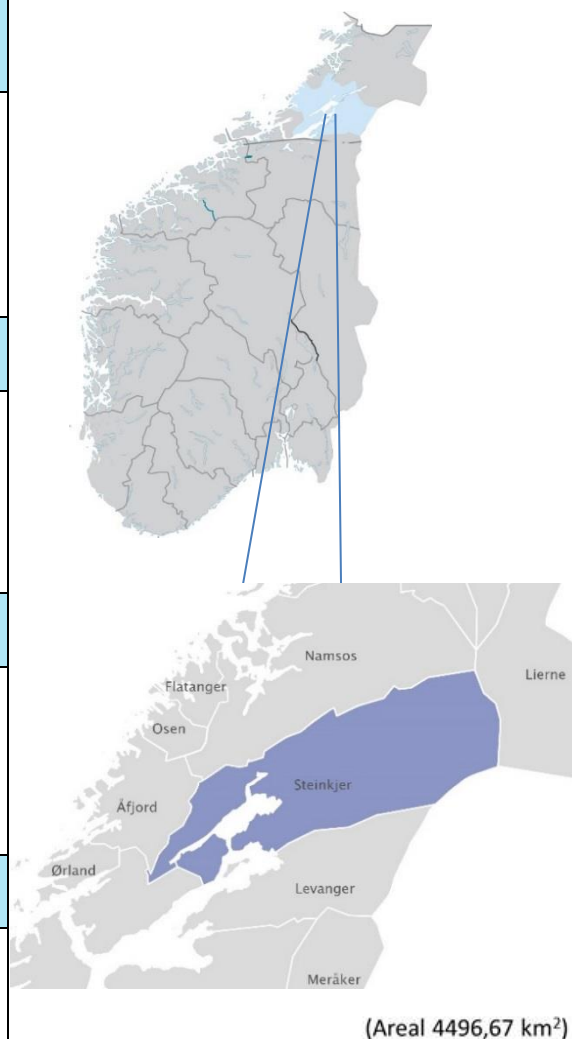 Namsos
Lierne
Flatanger
Osen
Steinkjer
Åfjord
Ørland
Levanger
Meråker
(Areal 4496,67 km²)